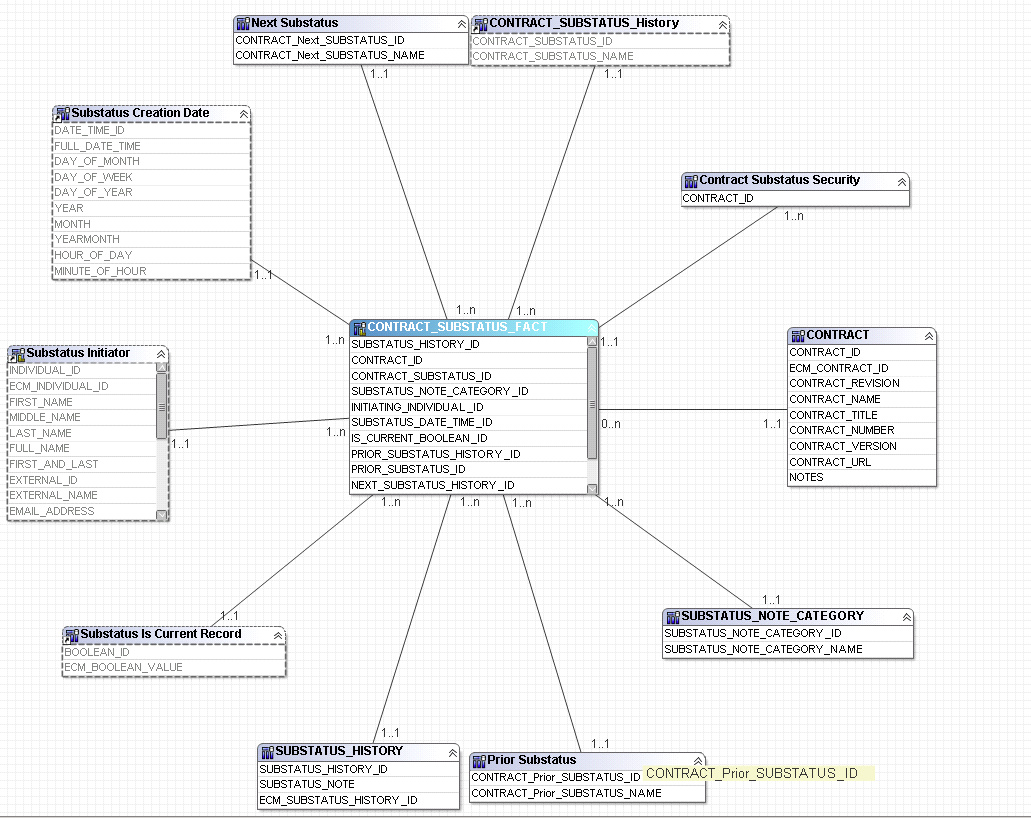 Next Substatus
CONTRACT_Next_SUBSTATUS_ID
CONTRACT_Next_SUBSTATUS_NAME
1..1
CONTRACT_SUBSTATUS_History
CONTRACT_SUBSTATUS_ID
CONTRACT_SUBSTATUS_NAME
1..1
Substatus Creation Date
DATE_TIME_ID
FULL_DATE_TIME
DAY_OF_MONTH
DAY_OF_WEEK
DAY_OF_YEAR
YEAR
MONTH
YEARMONTH
HOUR_OF_DAY
MINUTE_OF_HOUR
1..1
Contract Substatus Security
CONTRACT_ID
1..n
1..n
1..n
1..n
1..1
CONTRACT_SUBSTATUS_FACT
SUBSTATUS_HISTORY_ID
CONTRACT_ID
CONTRACT_SUBSTATUS_ID
SUBSTATUS_NOTE_CATEGORY_ID
INITIATING_INDIVIDUAL_ID
SUBSTATUS_DATE_TIME_ID
IS_CURRENT_BOOLEAN_ID
PRIOR_SUBSTATUS_HISTORY_ID
PRIOR_SUBSTATUS_ID
NEXT_SUBSTATUS_HISTORY_ID
CONTRACT
CONTRACT_ID
ECM_CONTRACT_ID
CONTRACT_REVISION
CONTRACT_NAME
CONTRACT_TITLE
CONTRACT_NUMBER
CONTRACT_VERSION
CONTRACT_URL
NOTES
0..n
1..1
Substatus Initiator
INDIVIDUAL_ID
ECM_INDIVIDUAL_ID
FIRST_NAME
MIDDLE_NAME
LAST_NAME
FULL_NAME
FIRST_AND_LAST
EXTERNAL_ID
EXTERNAL_NAME
EMAIL_ADDRESS
1..1
1..n
1..n
1..n
1..n
1..n
1..1
Substatus Is Current Record
BOOLEAN_ID
ECM_BOOLEAN_VALUE
1..1
SUBSTATUS_NOTE_CATEGORY
SUBSTATUS_NOTE_CATEGORY_ID
SUBSTATUS_NOTE_CATEGORY_NAME
1..1
SUBSTATUS_HISTORY
SUBSTATUS_HISTORY_ID
SUBSTATUS_NOTE
ECM_SUBSTATUS_HISTORY_ID
1..1
Prior Substatus
CONTRACT_Prior_SUBSTATUS_ID
CONTRACT_Prior_SUBSTATUS_NAME
CONTRACT_Prior_SUBSTATUS_ID